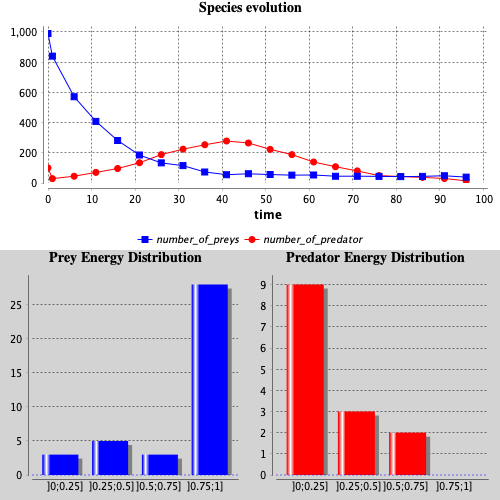 Species evolution
1,000
800
600
400
200
0
0 10 20 30 40 50 60 70 80 90 100
time
number_of_preys number_of_predator
Prey Energy Distribution
25
20
15
10
5
0
]0;0.25] ]0.25;0.5] ]0.5;0.75] ]0.75;1]
Predator Energy Distribution
9
8
7
6
5
4
3
2
1
0
]0;0.25] ]0.25;0.5] ]0.5;0.75] ]0.75;1]